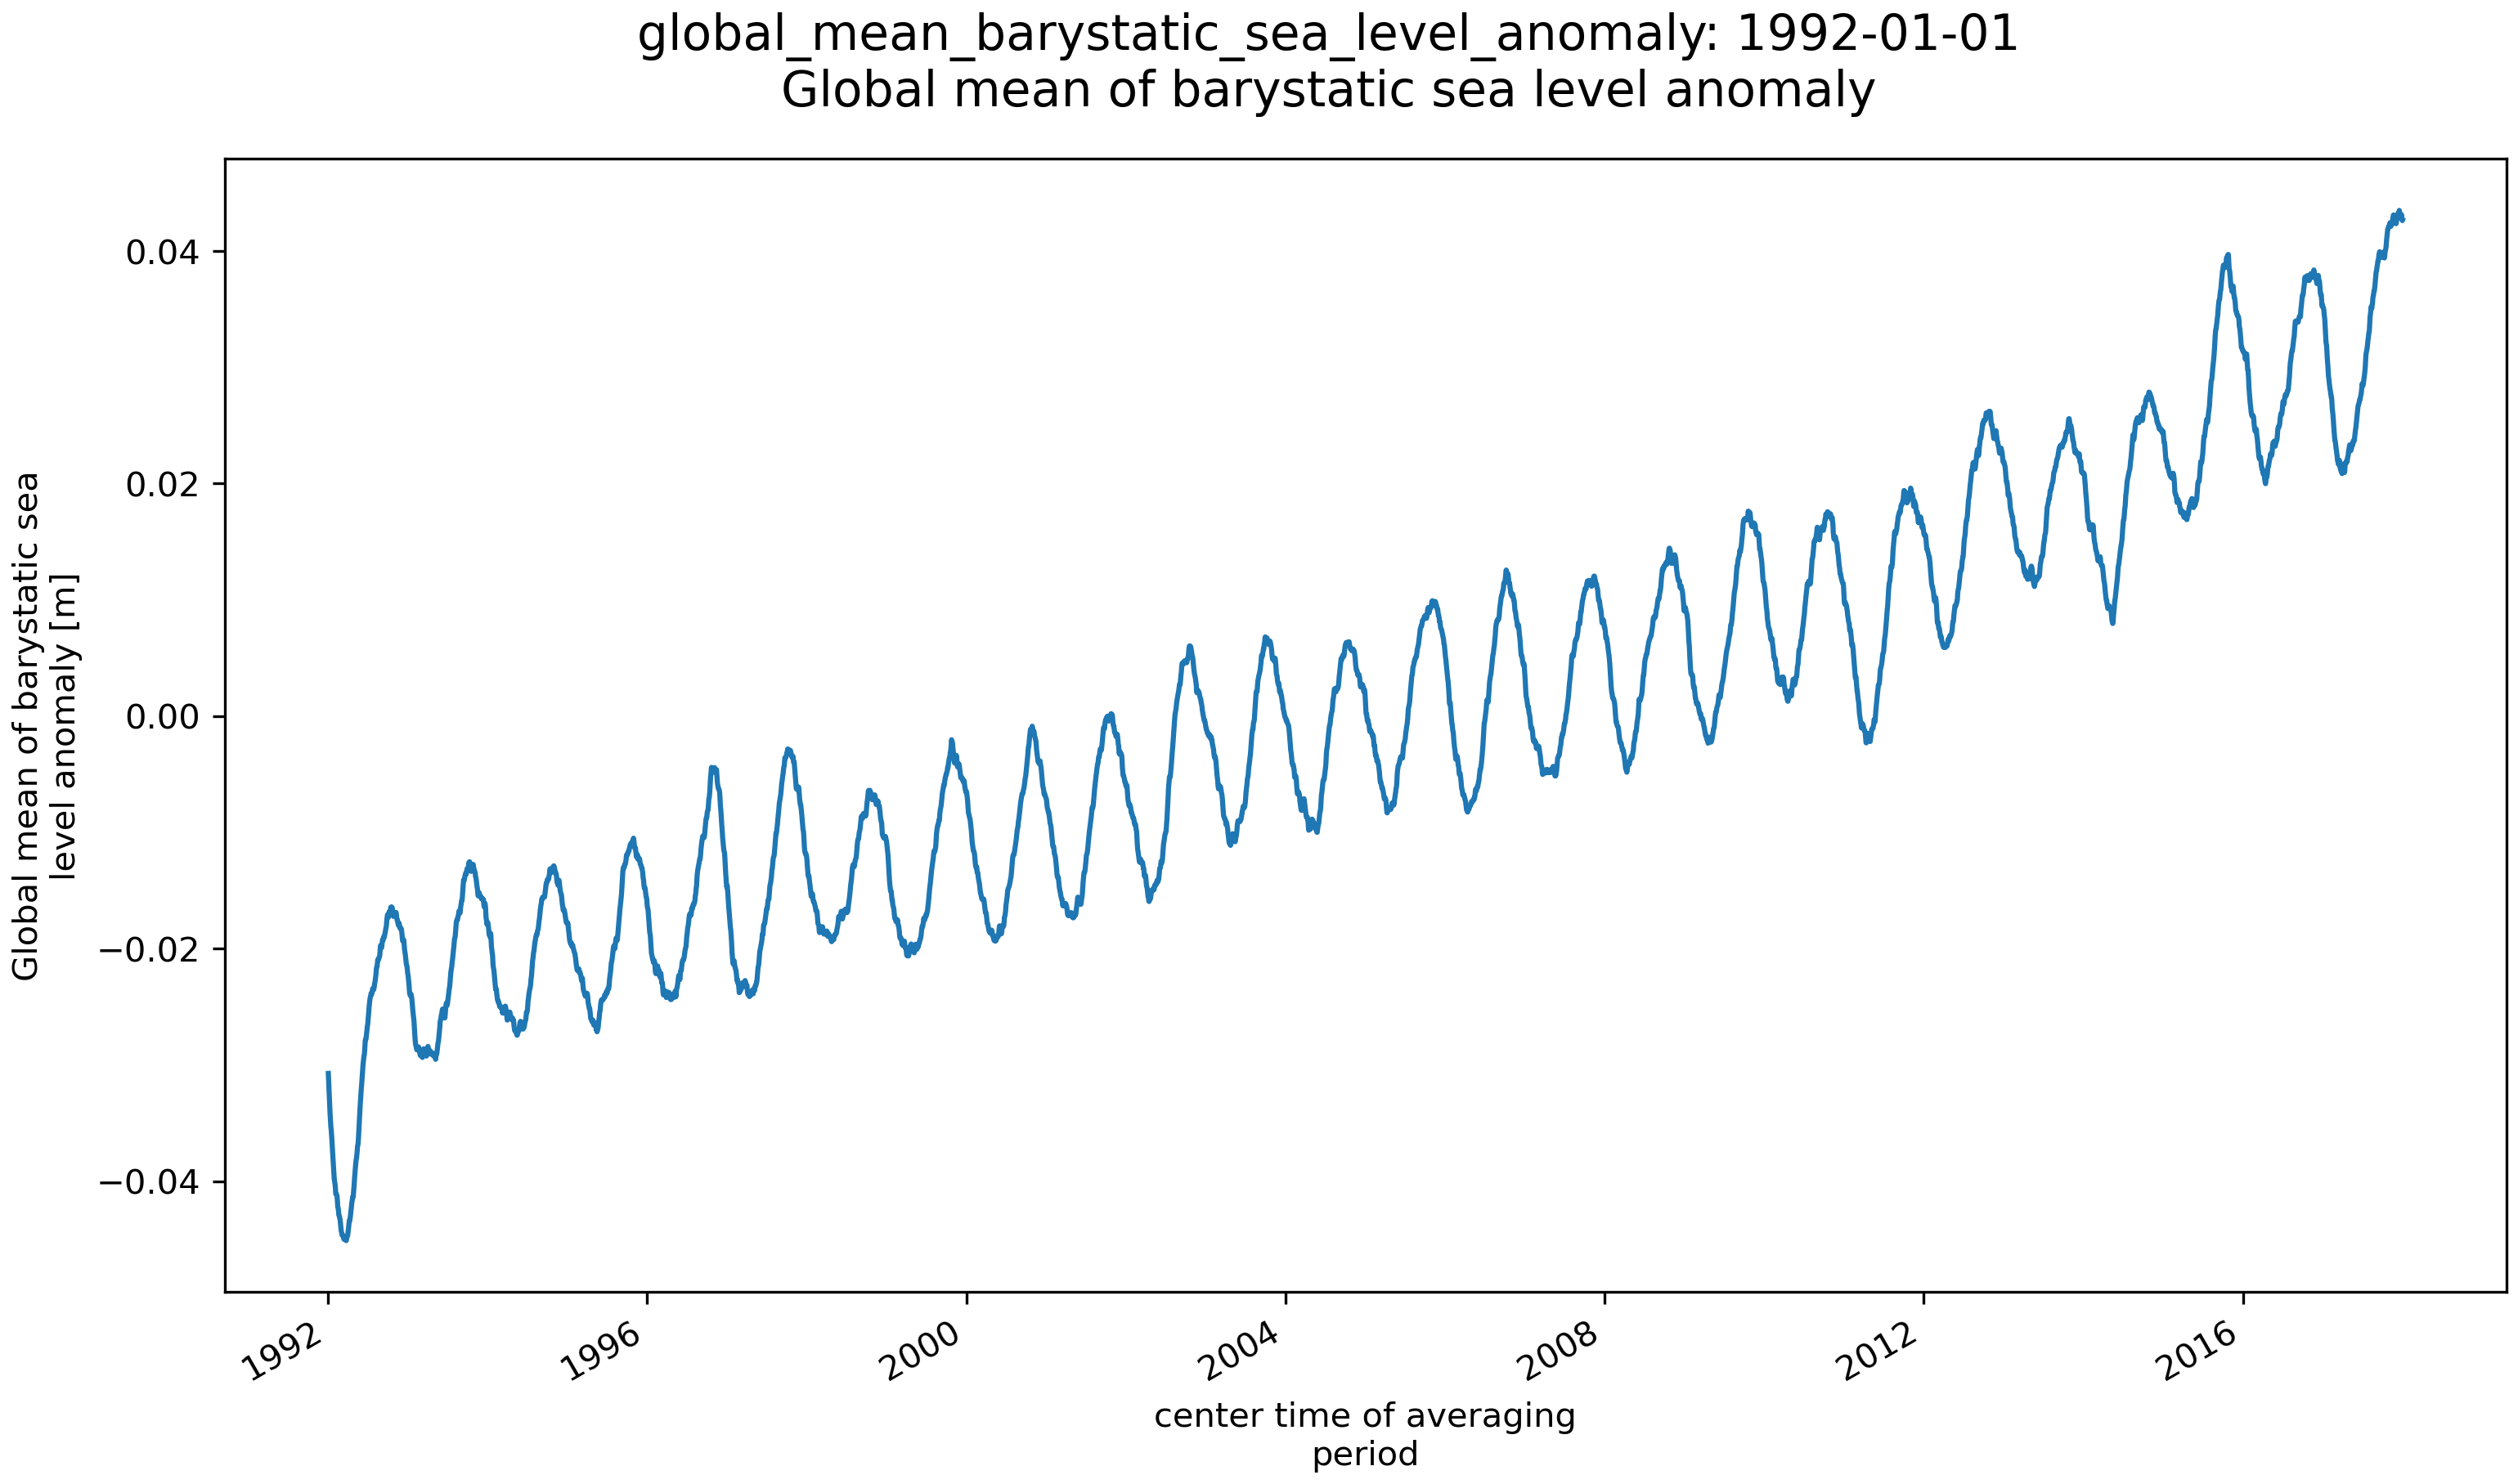 global_mean_barystatic_sea_level_anomaly: 1992-01-01
Global mean of barystatic sea level anomaly
Global mean of barystatic sea
level anomaly [m]
0.04
0.02
0.00
−0.02
−0.04
1992
1996
2000
2004
2008
2012
2016
center time of averaging
period